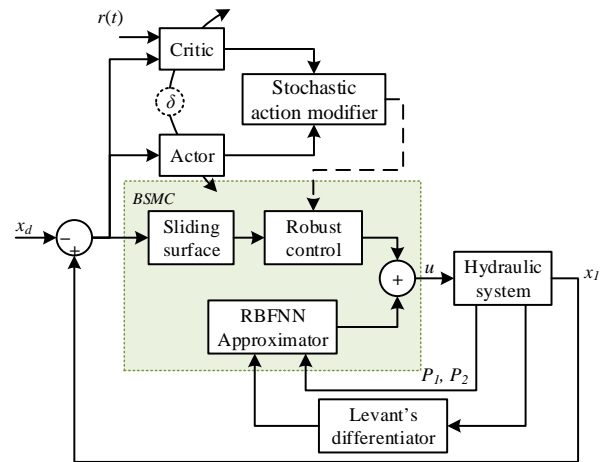 r(t)
Critic
Stochastic
action modifier
δ
Actor
BSMC
x_d
−
+
Sliding
surface
Robust
control
+
u
Hydraulic
system
x_1
RBFNN
Approximator
P_1, P_2
Levant's
differentiator